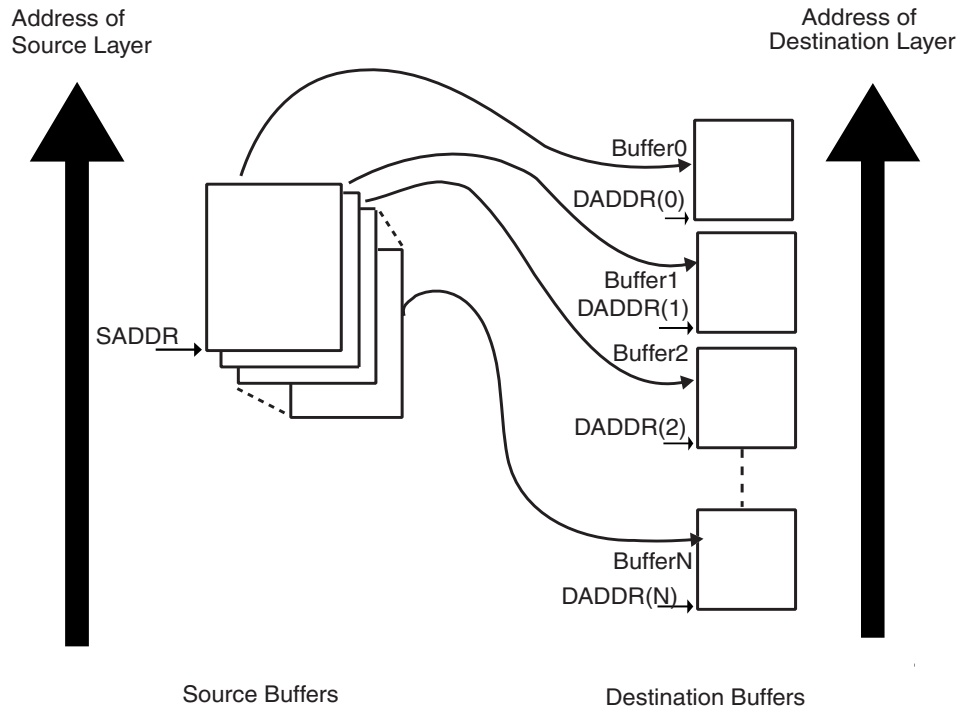 Address of
Source Layer
Address of
Destination Layer
Buffer0
DADDR(0)
Buffer1
DADDR(1)
SADDR
Buffer2
DADDR(2)
BufferN
DADDR(N)
Source Buffers
Destination Buffers